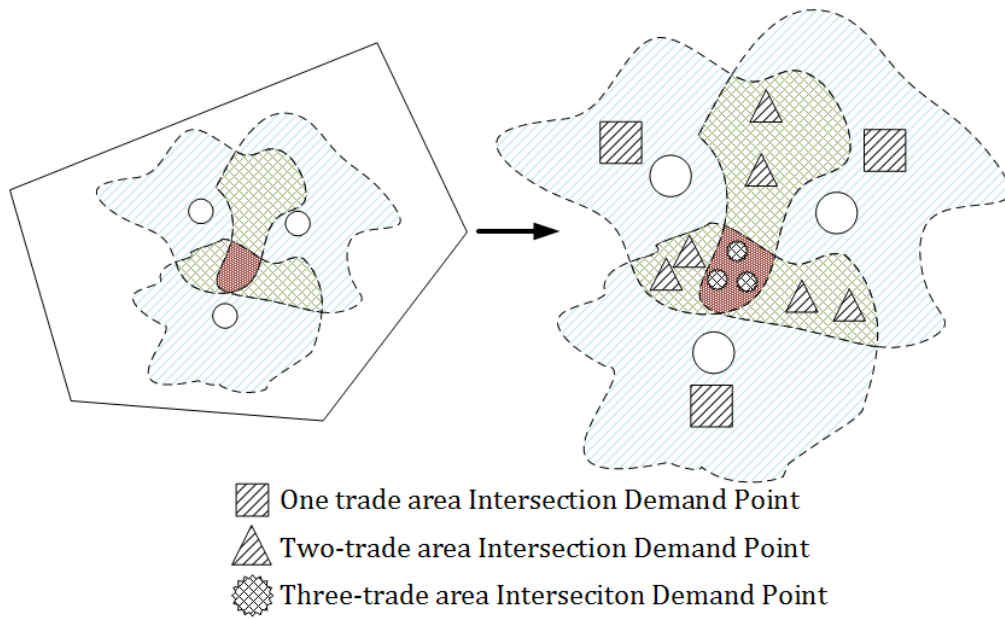 One trade area Intersection Demand Point
Two-trade area Intersection Demand Point
Three-trade area Interseciton Demand Point